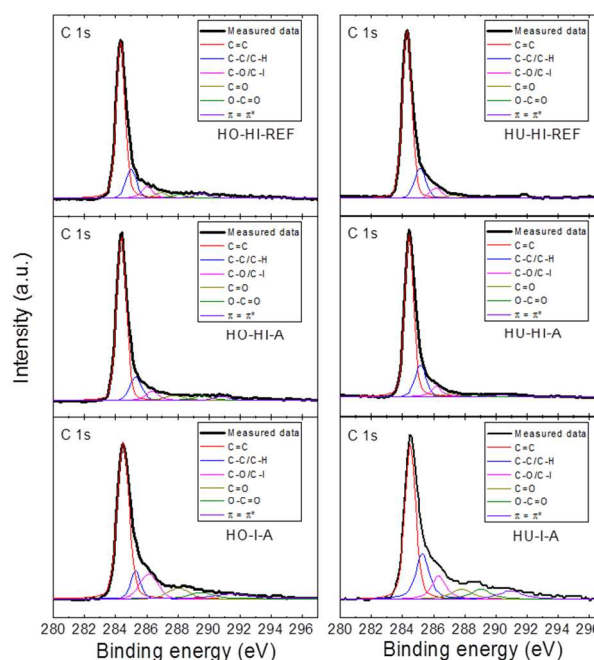 Intensity (a.u.)
C 1s
Measured data
C=C
C-C/C-H
C-O/C-I
C=O
O-C=O
π = π*
HO-HI-REF
C 1s
Measured data
C=C
C-C/C-H
C-O/C-I
C=O
O-C=O
π = π*
HU-HI-REF
C 1s
Measured data
C=C
C-C/C-H
C-O/C-I
C=O
O-C=O
π = π*
HO-HI-A
C 1s
Measured data
C=C
C-C/C-H
C-O/C-I
C=O
O-C=O
π = π*
HU-HI-A
C 1s
Measured data
C=C
C-C/C-H
C-O/C-I
C=O
O-C=O
π = π*
HO-I-A
C 1s
Measured data
C=C
C-C/C-H
C-O/C-I
C=O
O-C=O
π = π*
HU-I-A
280 282 284 286 288 290 292 294 296
280 282 284 286 288 290 292 294 296
Binding energy (eV)
Binding energy (eV)